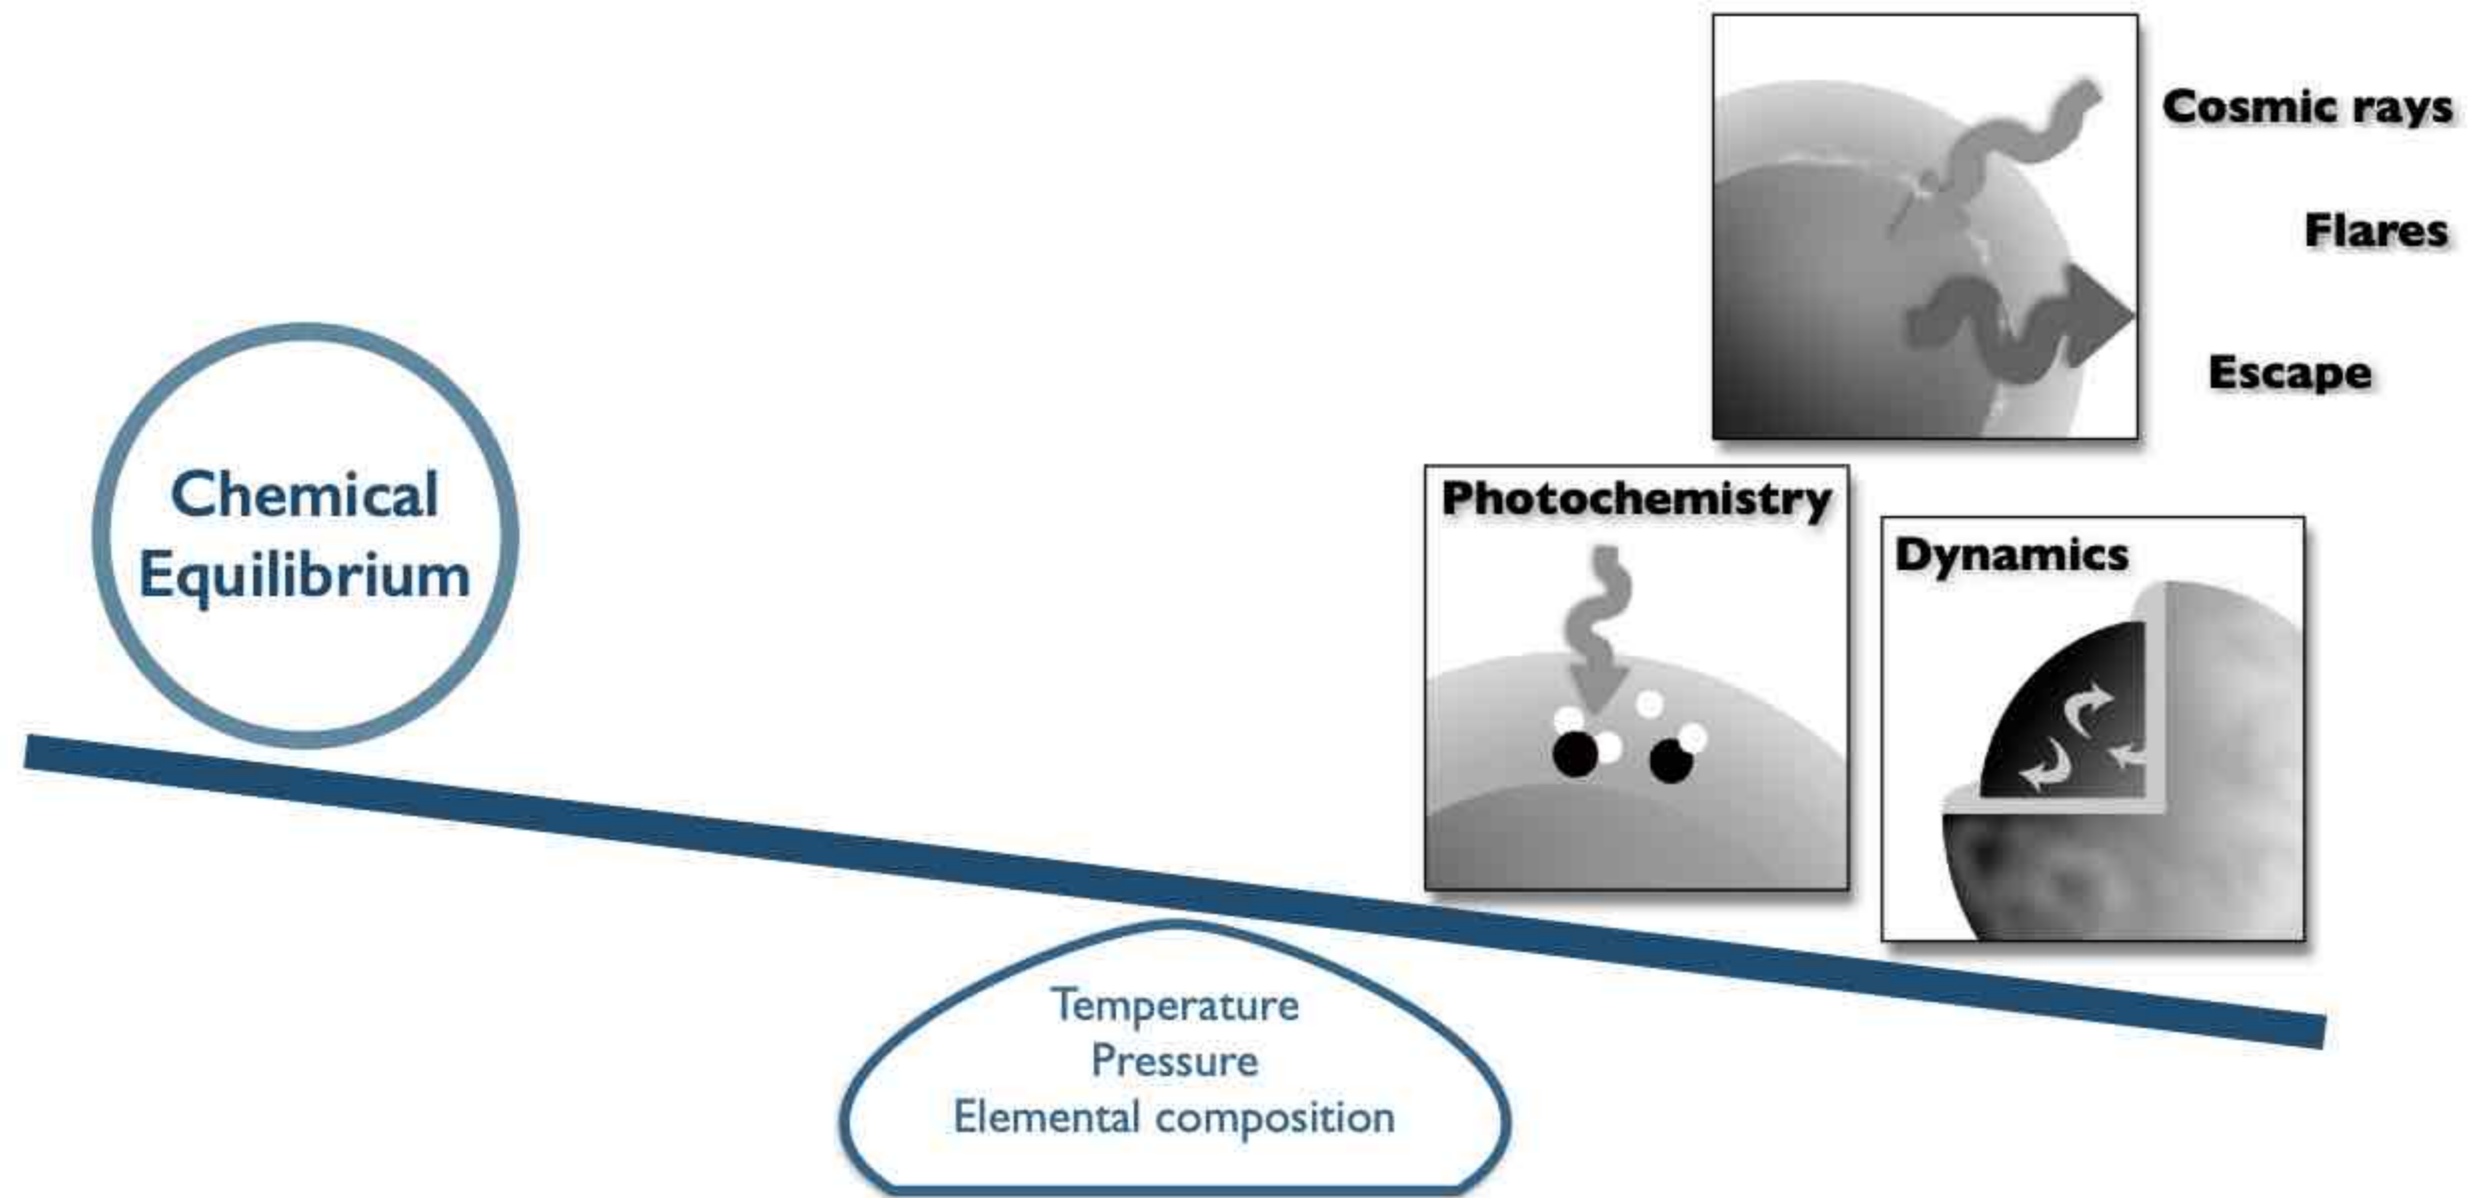 Cosmic rays
Flares
Escape
Chemical
Equilibrium
Photochemistry
Dynamics
Temperature
Pressure
Elemental composition